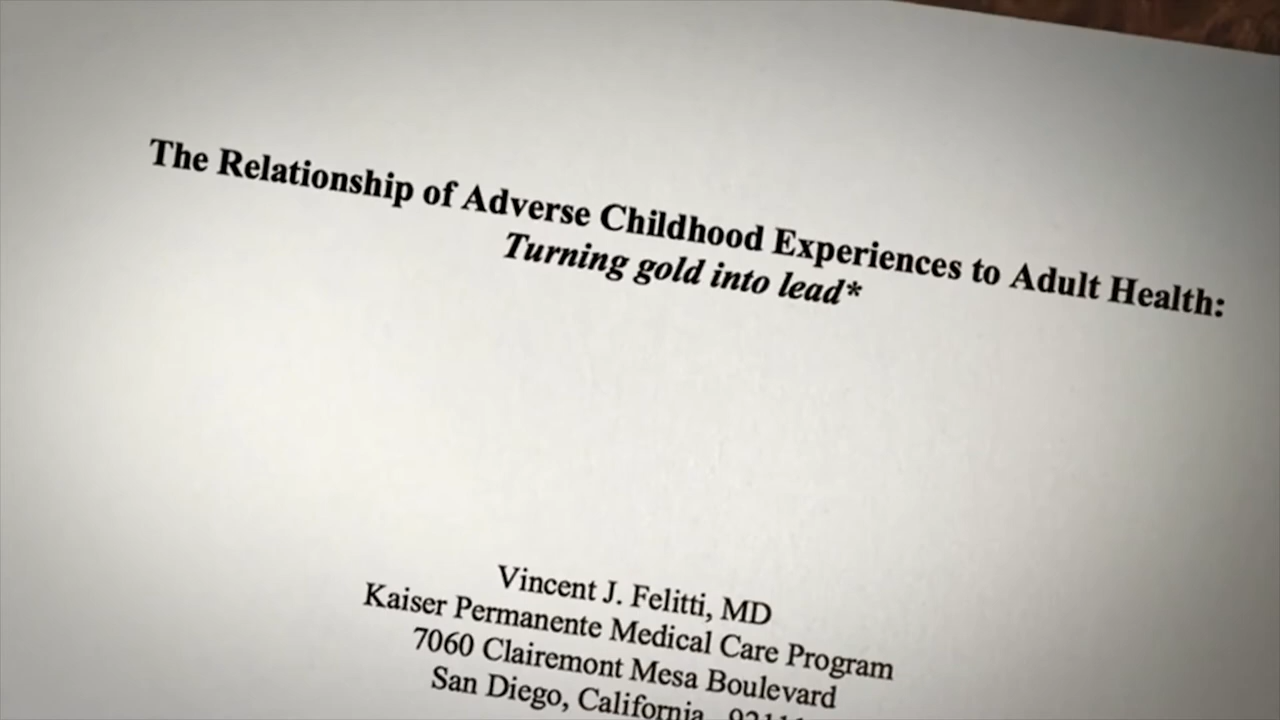 The Relationship of Adverse Childhood Experiences to Adult Health:
Turning gold into lead*
Vincent J. Felitti, MD
Kaiser Permanente Medical Care Program
7060 Clairemont Mesa Boulevard
San Diego, California